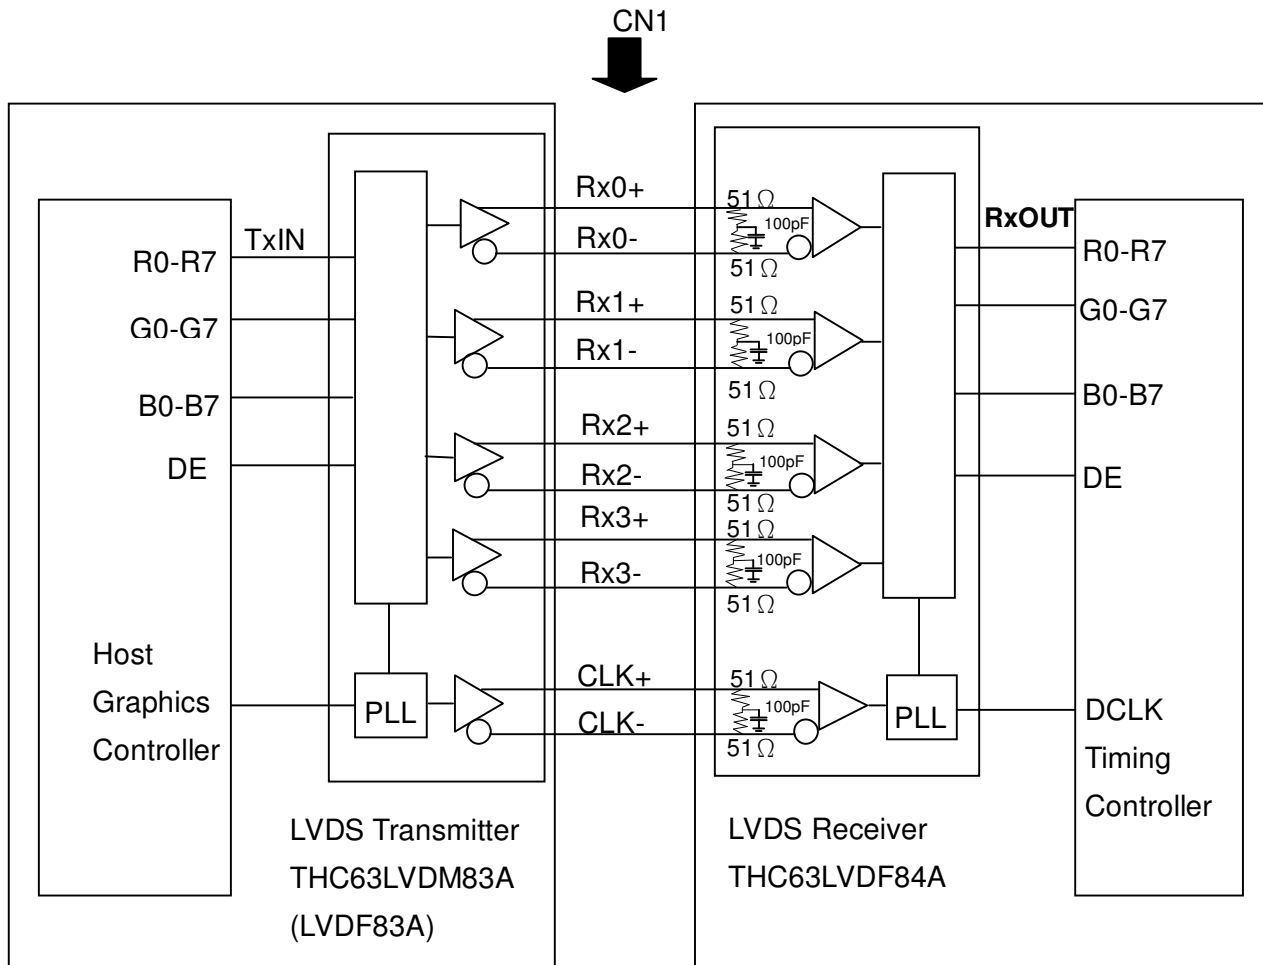 CN1
R0-R7
TxIN
G0-G7
B0-B7
DE
Host
Graphics
Controller
PLL
LVDS Transmitter
THC63LVDM83A
(LVDF83A)
Rx0+
Rx0-
Rx1+
Rx1-
Rx2+
Rx2-
Rx3+
Rx3-
CLK+
CLK-
51Ω
100pF
51Ω
51Ω
100pF
51Ω
51Ω
100pF
51Ω
51Ω
100pF
51Ω
51Ω
100pF
51Ω
PLL
LVDS Receiver
THC63LVDF84A
RxOUT
R0-R7
G0-G7
B0-B7
DE
DCLK
Timing
Controller